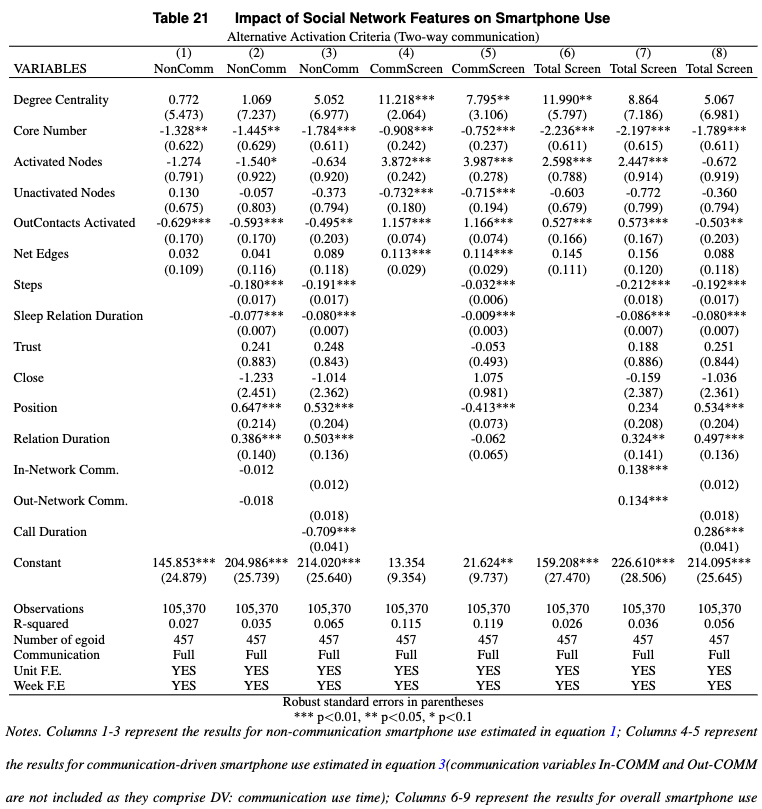 Table 21 Impact of Social Network Features on Smartphone Use
Alternative Activation Criteria (Two-way communication)
(1) (2) (3) (4) (5) (6) (7) (8)
VARIABLES NonComm NonComm NonComm CommScreen CommScreen Total Screen Total Screen Total Screen
Degree Centrality 0.772 1.069 5.052 11.218*** 7.795** 11.990** 8.864 5.067
(5.473) (7.237) (6.977) (2.064) (3.106) (5.797) (7.186) (6.981)
Core Number -1.328** -1.445** -1.784*** -0.908*** -0.752*** -2.236*** -2.197*** -1.789***
(0.622) (0.629) (0.611) (0.242) (0.237) (0.611) (0.615) (0.611)
Activated Nodes -1.274 -1.540* -0.634 3.872*** 3.987*** 2.598*** 2.447*** -0.672
(0.791) (0.922) (0.920) (0.242) (0.278) (0.788) (0.914) (0.919)
Unactivated Nodes 0.130 -0.057 -0.373 -0.732*** -0.715*** -0.603 -0.772 -0.360
(0.675) (0.803) (0.794) (0.180) (0.194) (0.679) (0.799) (0.794)
OutContacts Activated -0.629*** -0.593*** -0.495** 1.157*** 1.166*** 0.527*** 0.573*** -0.503**
(0.170) (0.170) (0.203) (0.074) (0.074) (0.166) (0.167) (0.203)
Net Edges 0.032 0.041 0.089 0.113*** 0.114*** 0.145 0.156 0.088
(0.109) (0.116) (0.118) (0.029) (0.029) (0.111) (0.120) (0.118)
Steps -0.180*** -0.191*** -0.032*** -0.212*** -0.192***
(0.017) (0.017) (0.006) (0.018) (0.017)
Sleep Relation Duration -0.077*** -0.080*** -0.009*** -0.086*** -0.080***
(0.007) (0.007) (0.003) (0.007) (0.007)
Trust 0.241 0.248 -0.053 0.188 0.251
(0.883) (0.843) (0.493) (0.886) (0.844)
Close -1.233 -1.014 1.075 -0.159 -1.036
(2.451) (2.362) (0.981) (2.387) (2.361)
Position 0.647*** 0.532*** -0.413*** 0.234 0.534***
(0.214) (0.204) (0.073) (0.208) (0.204)
Relation Duration 0.386*** 0.503*** -0.062 0.324** 0.497***
(0.140) (0.136) (0.065) (0.141) (0.136)
In-Network Comm. -0.012 0.138***
(0.012) (0.012)
Out-Network Comm. -0.018 0.134***
(0.018) (0.018)
Call Duration -0.709*** 0.286***
(0.041) (0.041)
Constant 145.853*** 204.986*** 214.020*** 13.354 21.624** 159.208*** 226.610*** 214.095***
(24.879) (25.739) (25.640) (9.354) (9.737) (27.470) (28.506) (25.645)
Observations 105,370 105,370 105,370 105,370 105,370 105,370 105,370 105,370
R-squared 0.027 0.035 0.065 0.115 0.119 0.026 0.036 0.056
Number of egoid 457 457 457 457 457 457 457 457
Communication Full Full Full Full Full Full Full Full
Unit F.E. YES YES YES YES YES YES YES YES
Week F.E YES YES YES YES YES YES YES YES
Robust standard errors in parentheses
*** p<0.01, ** p<0.05, * p<0.1
Notes. Columns 1-3 represent the results for non-communication smartphone use estimated in equation 1; Columns 4-5 represent
the results for communication-driven smartphone use estimated in equation 3(communication variables In-COMM and Out-COMM
are not included as they comprise DV: communication use time); Columns 6-9 represent the results for overall smartphone use